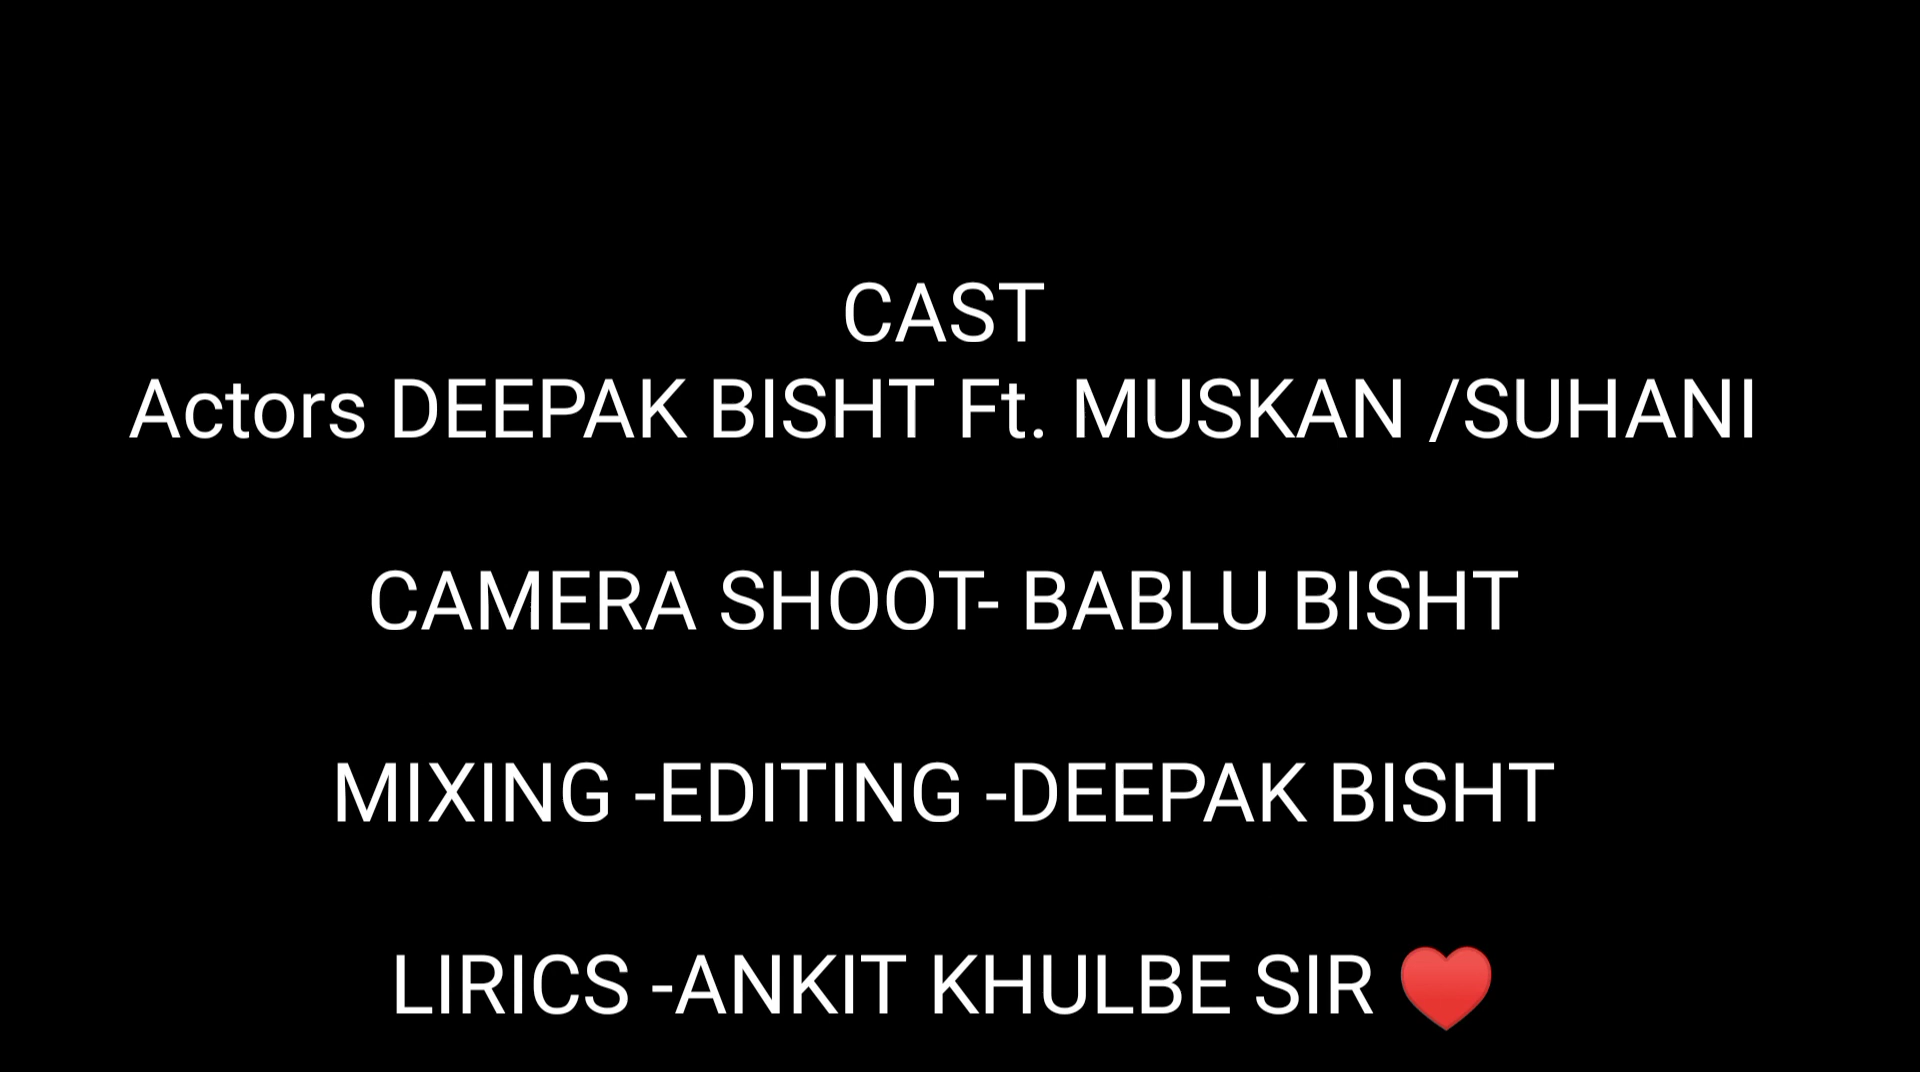 CAST
Actors DEEPAK BISHT Ft. MUSKAN /SUHANI
CAMERA SHOOT- BABLU BISHT
MIXING -EDITING -DEEPAK BISHT
LIRICS -ANKIT KHULBE SIR ♥️